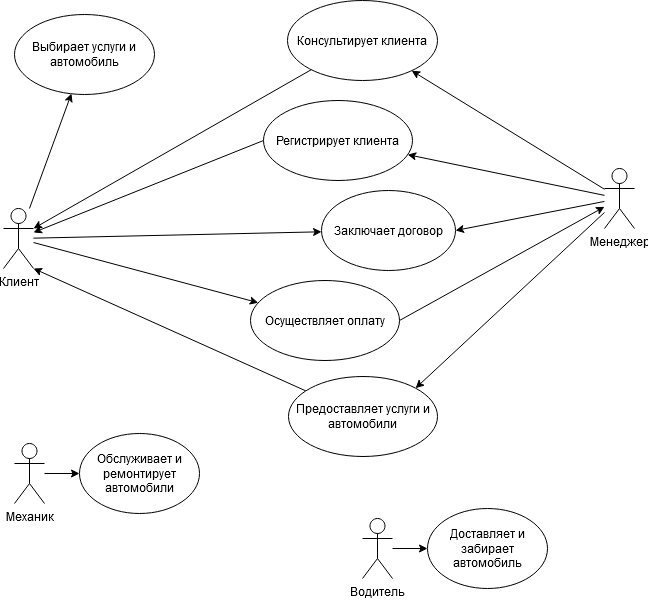 Выбирает услуги и
автомобиль
Консультирует клиента
Регистрирует клиента
Заключает договор
Менеджер
Клиент
Осуществляет оплату
Предоставляет услуги и
автомобили
Обслуживает и
ремонтирует
автомобили
Механик
Доставляет и
забирает
автомобиль
Водитель